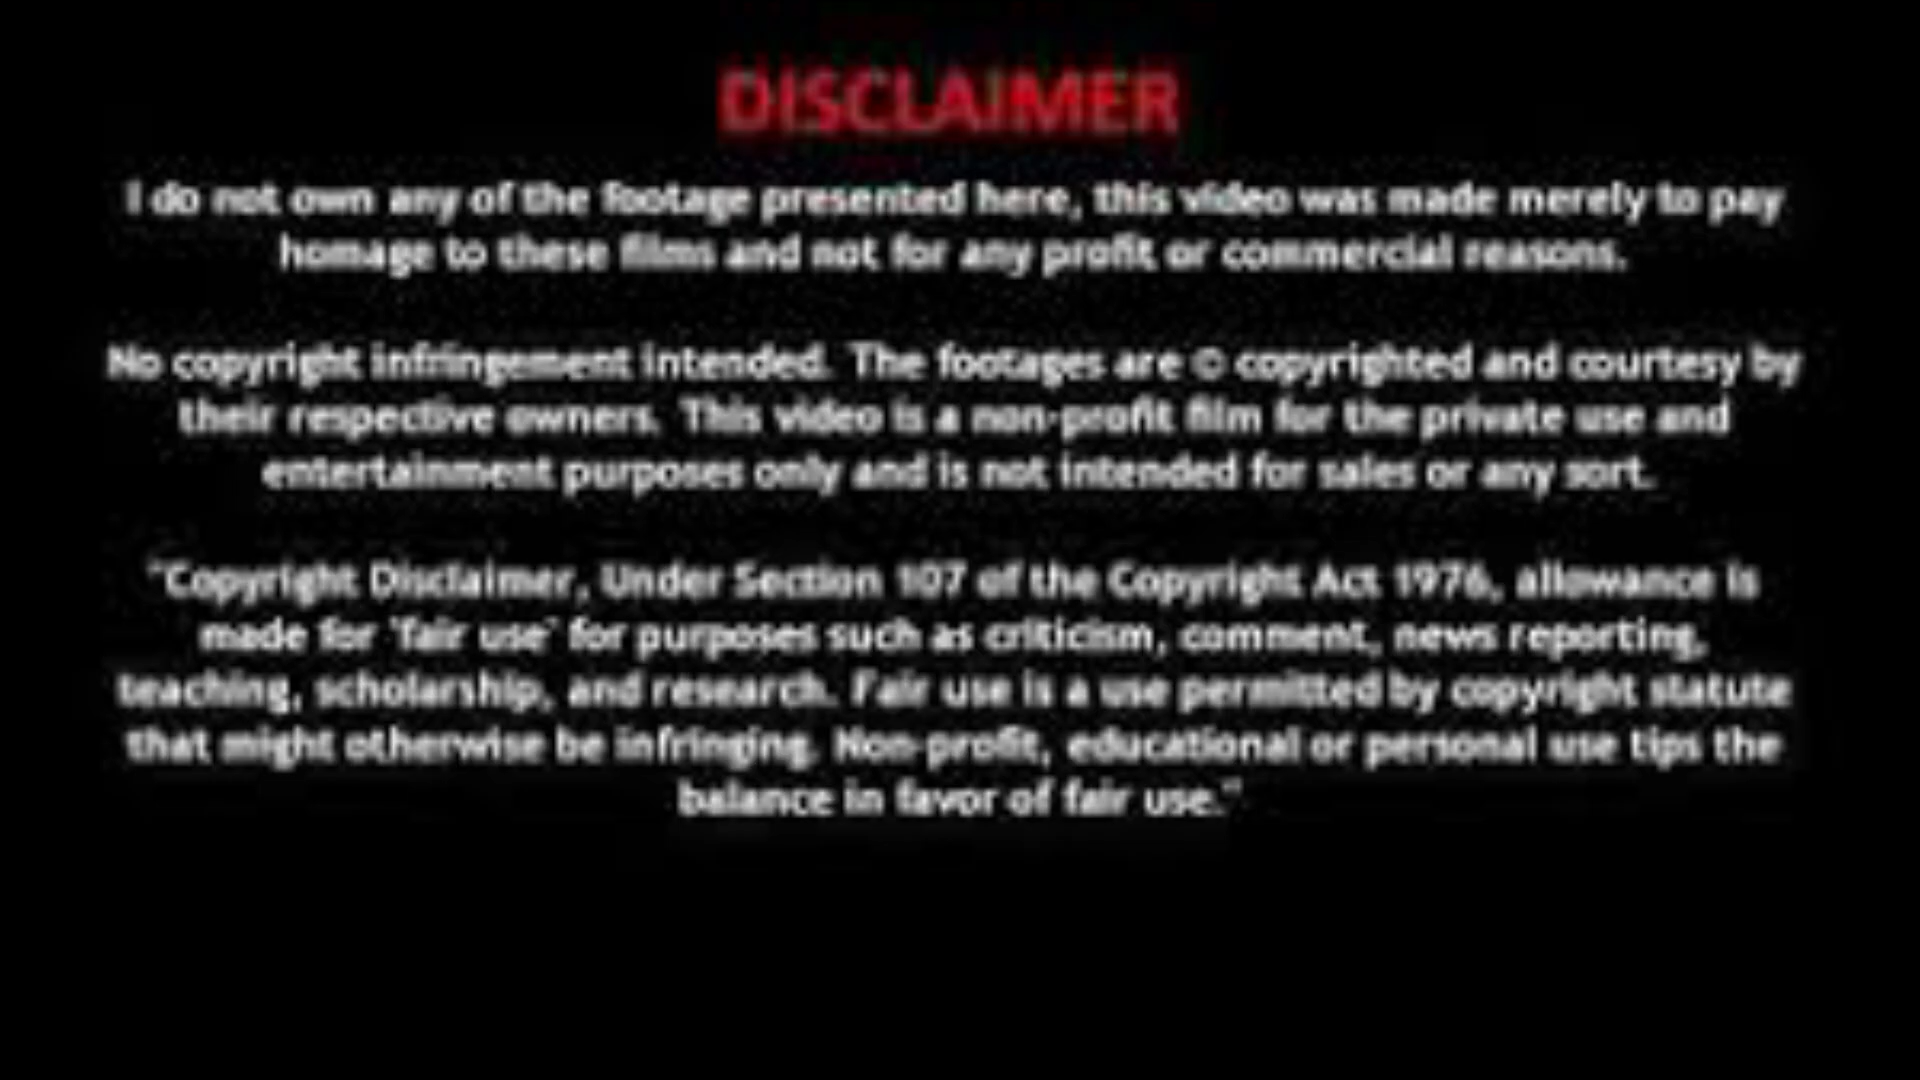 DISCLAIMER
I do not own any of the footage presented here, this video was made merely to pay
homage to these films and not for any profit or commercial reasons.
No copyright infringement intended. The footages are © copyrighted and courtesy by
their respective owners. This video is a non-profit film for the private use and
entertainment purposes only and is not intended for sales or any sort.
"Copyright Disclaimer, Under Section 107 of the Copyright Act 1976, allowance is
made for 'fair use' for purposes such as criticism, comment, news reporting,
teaching, scholarship, and research. Fair use is a use permitted by copyright statute
that might otherwise be infringing. Non-profit, educational or personal use tips the
balance in favor of fair use."